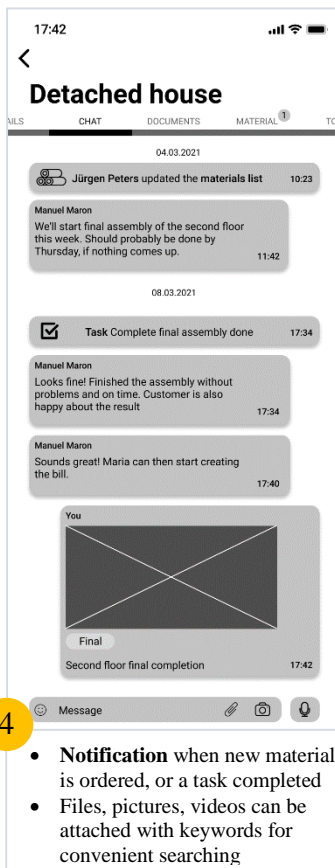 17:42
Detached house
AILS CHAT DOCUMENTS MATERIAL 1 TO
04.03.2021
Jürgen Peters updated the materials list 10:23
Manuel Maron
We'll start final assembly of the second floor
this week. Should probably be done by
Thursday, if nothing comes up.
11:42
08.03.2021
Task Complete final assembly done 17:34
Manuel Maron
Looks fine! Finished the assembly without
problems and on time. Customer is also
happy about the result
17:34
Manuel Maron
Sounds great! Maria can then start creating
the bill.
17:40
You
Final
Second floor final completion 17:42
4
Message
• Notification when new material
is ordered, or a task completed
• Files, pictures, videos can be
attached with keywords for
convenient searching